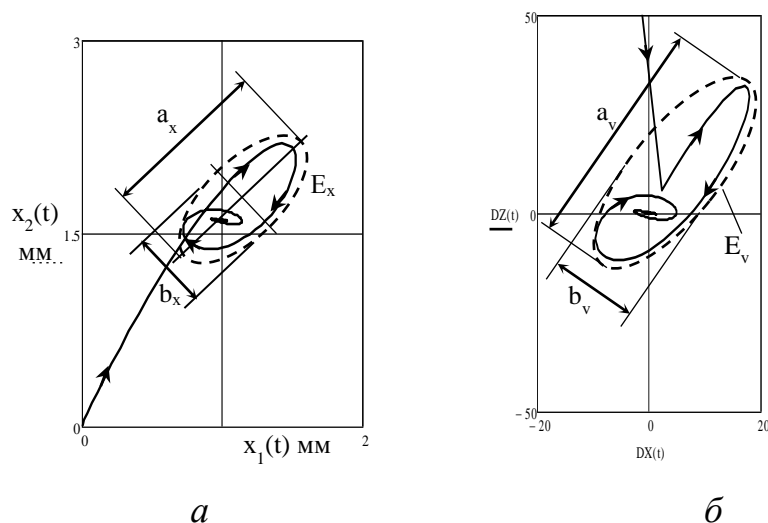 3
a_x
E_x
x_2(t)
мм
1.5
b_x
0
0
x_1(t) мм
2
а
50
a_v
DZ(t)
0
E_v
b_v
−50
−20
0
20
DX(t)
б